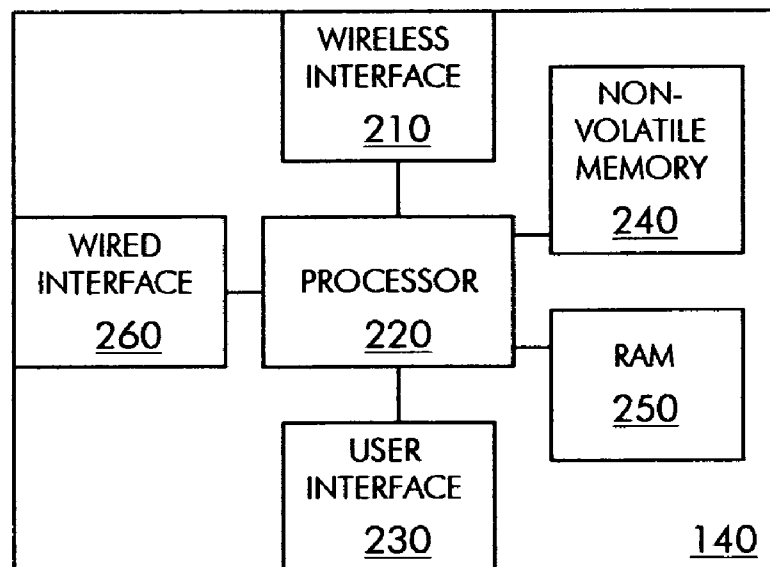 WIRELESS
INTERFACE
210
NON-
VOLATILE
MEMORY
240
WIRED
INTERFACE
260
PROCESSOR
220
RAM
250
USER
INTERFACE
230
140